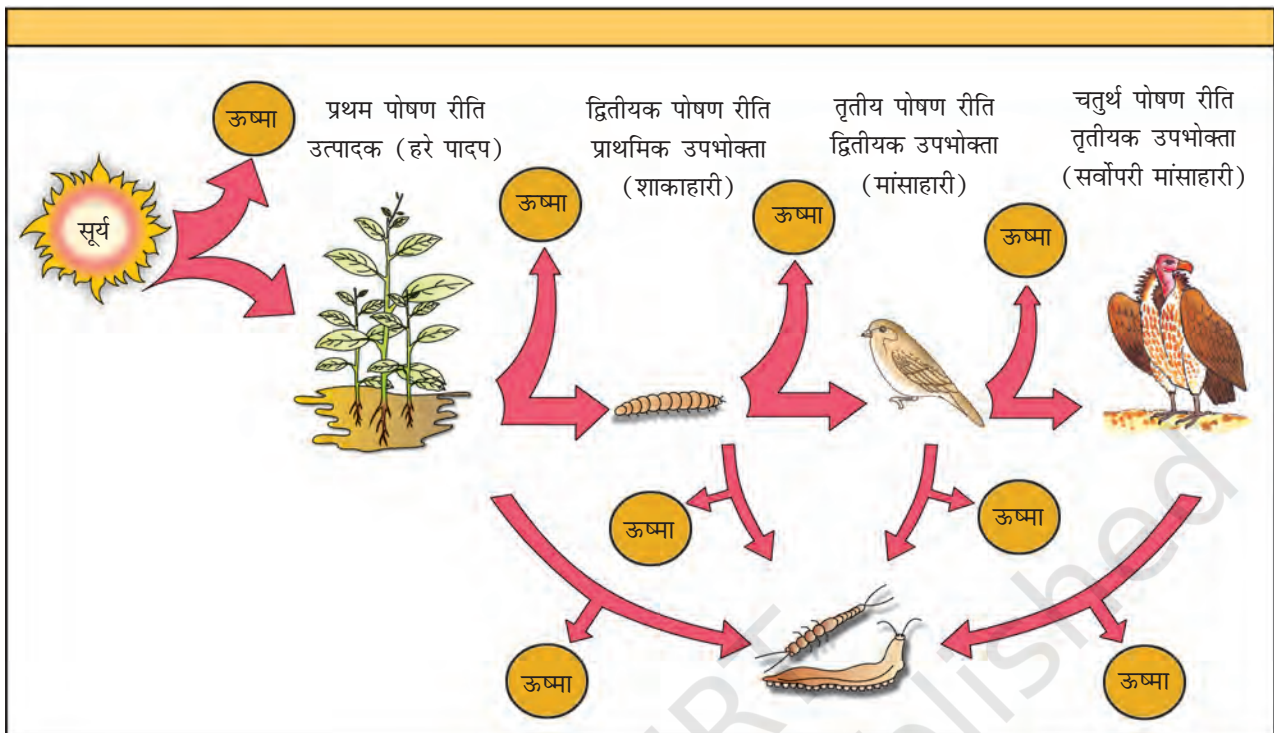 सूर्य
ऊष्मा
प्रथम पोषण रीति
उत्पादक (हरे पादप)
ऊष्मा
द्वितीयक पोषण रीति
प्राथमिक उपभोक्ता
(शाकाहारी)
ऊष्मा
तृतीय पोषण रीति
द्वितीयक उपभोक्ता
(मांसाहारी)
ऊष्मा
चतुर्थ पोषण रीति
तृतीयक उपभोक्ता
(सर्वोपरी मांसाहारी)
ऊष्मा
ऊष्मा
ऊष्मा
ऊष्मा